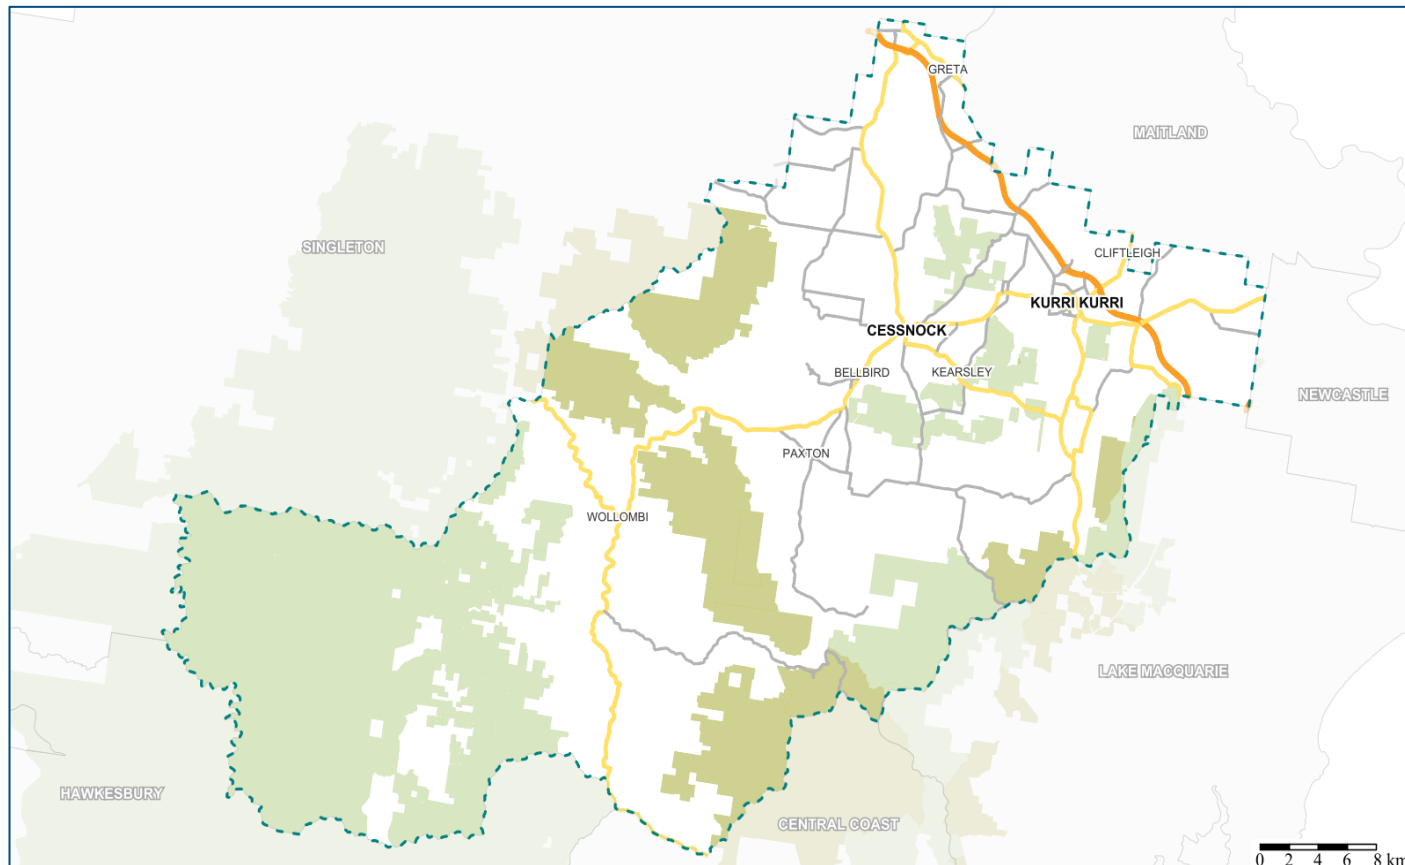 GRETA
MAITLAND
SINGLETON
CLIFTLEIGH
KURRI KURRI
CESSNOCK
BELLBIRD
KEARSLEY
NEWCASTLE
PAXTON
WOLLOMBI
LAKE MACQUARIE
HAWKESBURY
CENTRAL COAST
0 2 4 6 8 km